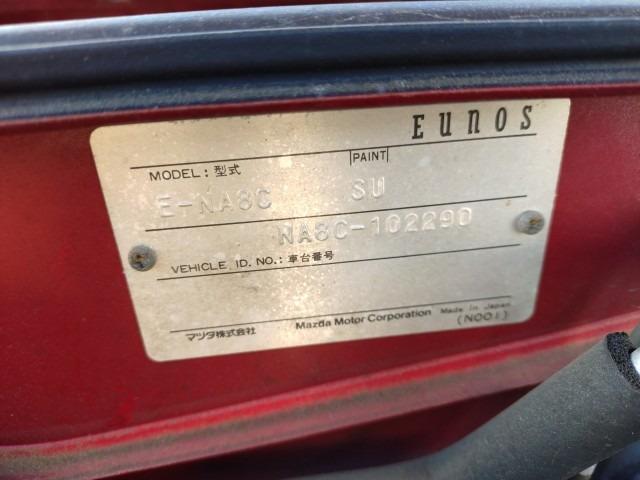 EUNOS
MODEL : 型式 PAINT
E-NA8C SU
NA8C-102290
VEHICLE ID. NO. : 車台番号
マツダ株式会社 Mazda Motor Corporation Made in Japan
(N001)